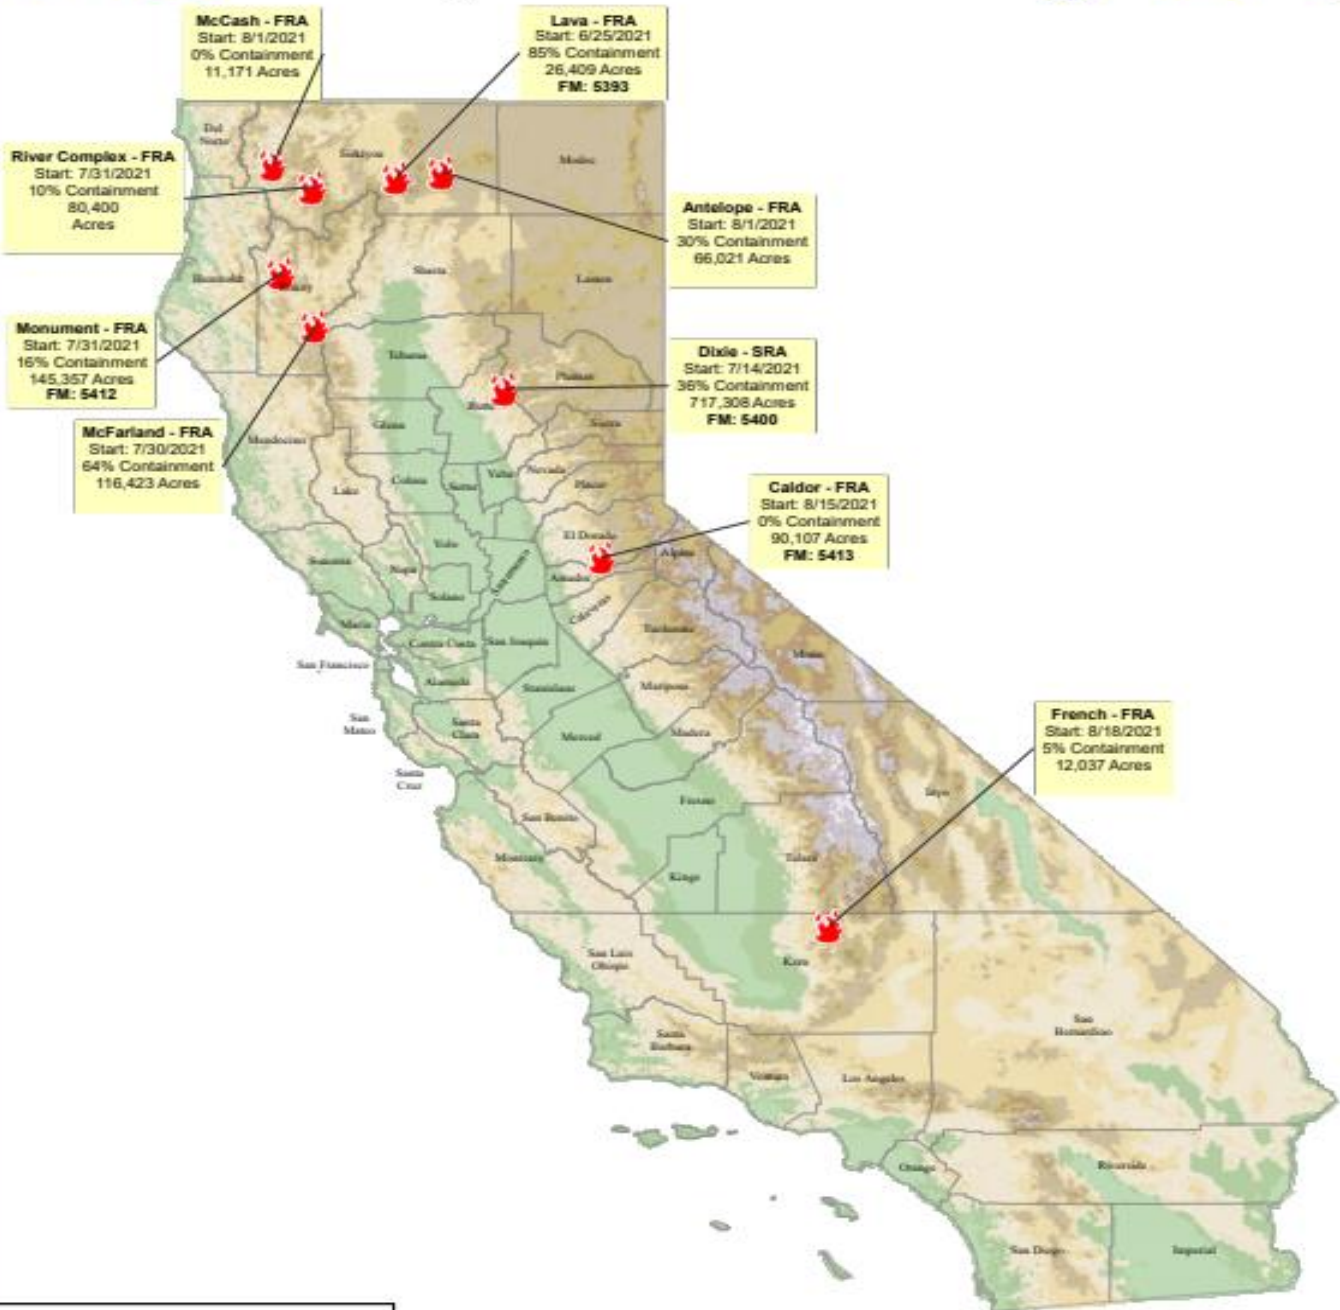 McCash - FRA
Start: 8/1/2021
0% Containment
11,171 Acres
Lava - FRA
Start: 6/25/2021
85% Containment
26,409 Acres
FM: 5393
River Complex - FRA
Start: 7/31/2021
10% Containment
80,400
Acres
Antelope - FRA
Start: 8/1/2021
30% Containment
66,021 Acres
Monument - FRA
Start: 7/31/2021
16% Containment
145,357 Acres
FM: 5412
Dixie - SRA
Start: 7/14/2021
36% Containment
717,308 Acres
FM: 5400
McFarland - FRA
Start: 7/30/2021
64% Containment
116,423 Acres
Caldor - FRA
Start: 8/15/2021
0% Containment
90,107 Acres
FM: 5413
French - FRA
Start: 8/18/2021
5% Containment
12,037 Acres
Del
Norte
Siskiyou
Modoc
Humboldt
Shasta
Lassen
Tehama
Plumas
Butte
Glenn
Sierra
Mendocino
Nevada
Yuba
Colusa
Sutter
Placer
Lake
El Dorado
Yolo
Sonoma
Napa
Sacramento
Alpine
Amador
Solano
Calaveras
Marin
Tuolumne
Contra Costa
San Joaquin
Mono
San Francisco
Alameda
Stanislaus
Mariposa
San
Mateo
Santa
Clara
Merced
Madera
Santa
Cruz
Fresno
Inyo
San Benito
Monterey
Tulare
Kings
San Luis
Obispo
Kern
San
Bernardino
Santa
Barbara
Ventura
Los Angeles
Orange
Riverside
San Diego
Imperial